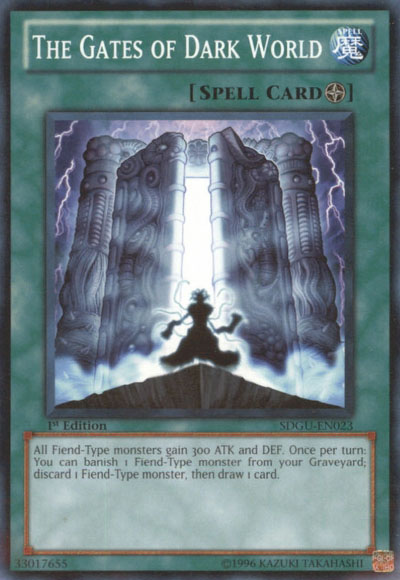 THE GATES OF DARK WORLD
SPELL
魔
[SPELL CARD]
1st Edition
SDGU-EN023
All Fiend-Type monsters gain 300 ATK and DEF. Once per turn:
You can banish 1 Fiend-Type monster from your Graveyard;
discard 1 Fiend-Type monster, then draw 1 card.
33017655
©1996 KAZUKI TAKAHASHI